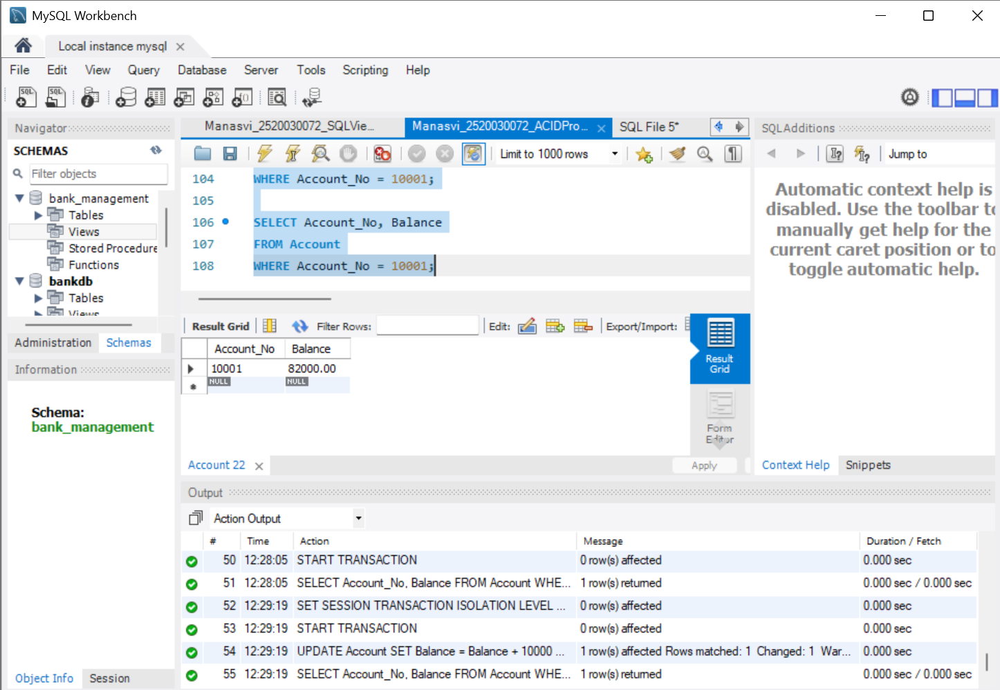 MySQL Workbench
Local instance mysql
File Edit View Query Database Server Tools Scripting Help
Navigator
SCHEMAS
Filter objects
bank_management
Tables
Views
Stored Procedure
Functions
bankdb
Tables
Views
Administration Schemas
Information
Schema:
bank_management
Object Info Session
Manasvi_2520030072_SQLVie... Manasvi_2520030072_ACIDPro... SQL File 5*
Limit to 1000 rows
104 WHERE Account_No = 10001;
105
106 SELECT Account_No, Balance
107 FROM Account
108 WHERE Account_No = 10001;
Result Grid Filter Rows: Edit: Export/Import:
Account_No Balance
10001 82000.00
NULL NULL
Result
Grid
Form
Editor
Account 22 Apply
SQLAdditions
Jump to
Automatic context help is
disabled. Use the toolbar to
manually get help for the
current caret position or to
toggle automatic help.
Context Help Snippets
Output
Action Output
# Time Action Message Duration / Fetch
50 12:28:05 START TRANSACTION 0 row(s) affected 0.000 sec
51 12:28:05 SELECT Account_No, Balance FROM Account WHE... 1 row(s) returned 0.000 sec / 0.000 sec
52 12:29:19 SET SESSION TRANSACTION ISOLATION LEVEL ... 0 row(s) affected 0.000 sec
53 12:29:19 START TRANSACTION 0 row(s) affected 0.000 sec
54 12:29:19 UPDATE Account SET Balance = Balance + 10000 ... 1 row(s) affected Rows matched: 1 Changed: 1 War... 0.000 sec
55 12:29:19 SELECT Account_No, Balance FROM Account WHE... 1 row(s) returned 0.000 sec / 0.000 sec